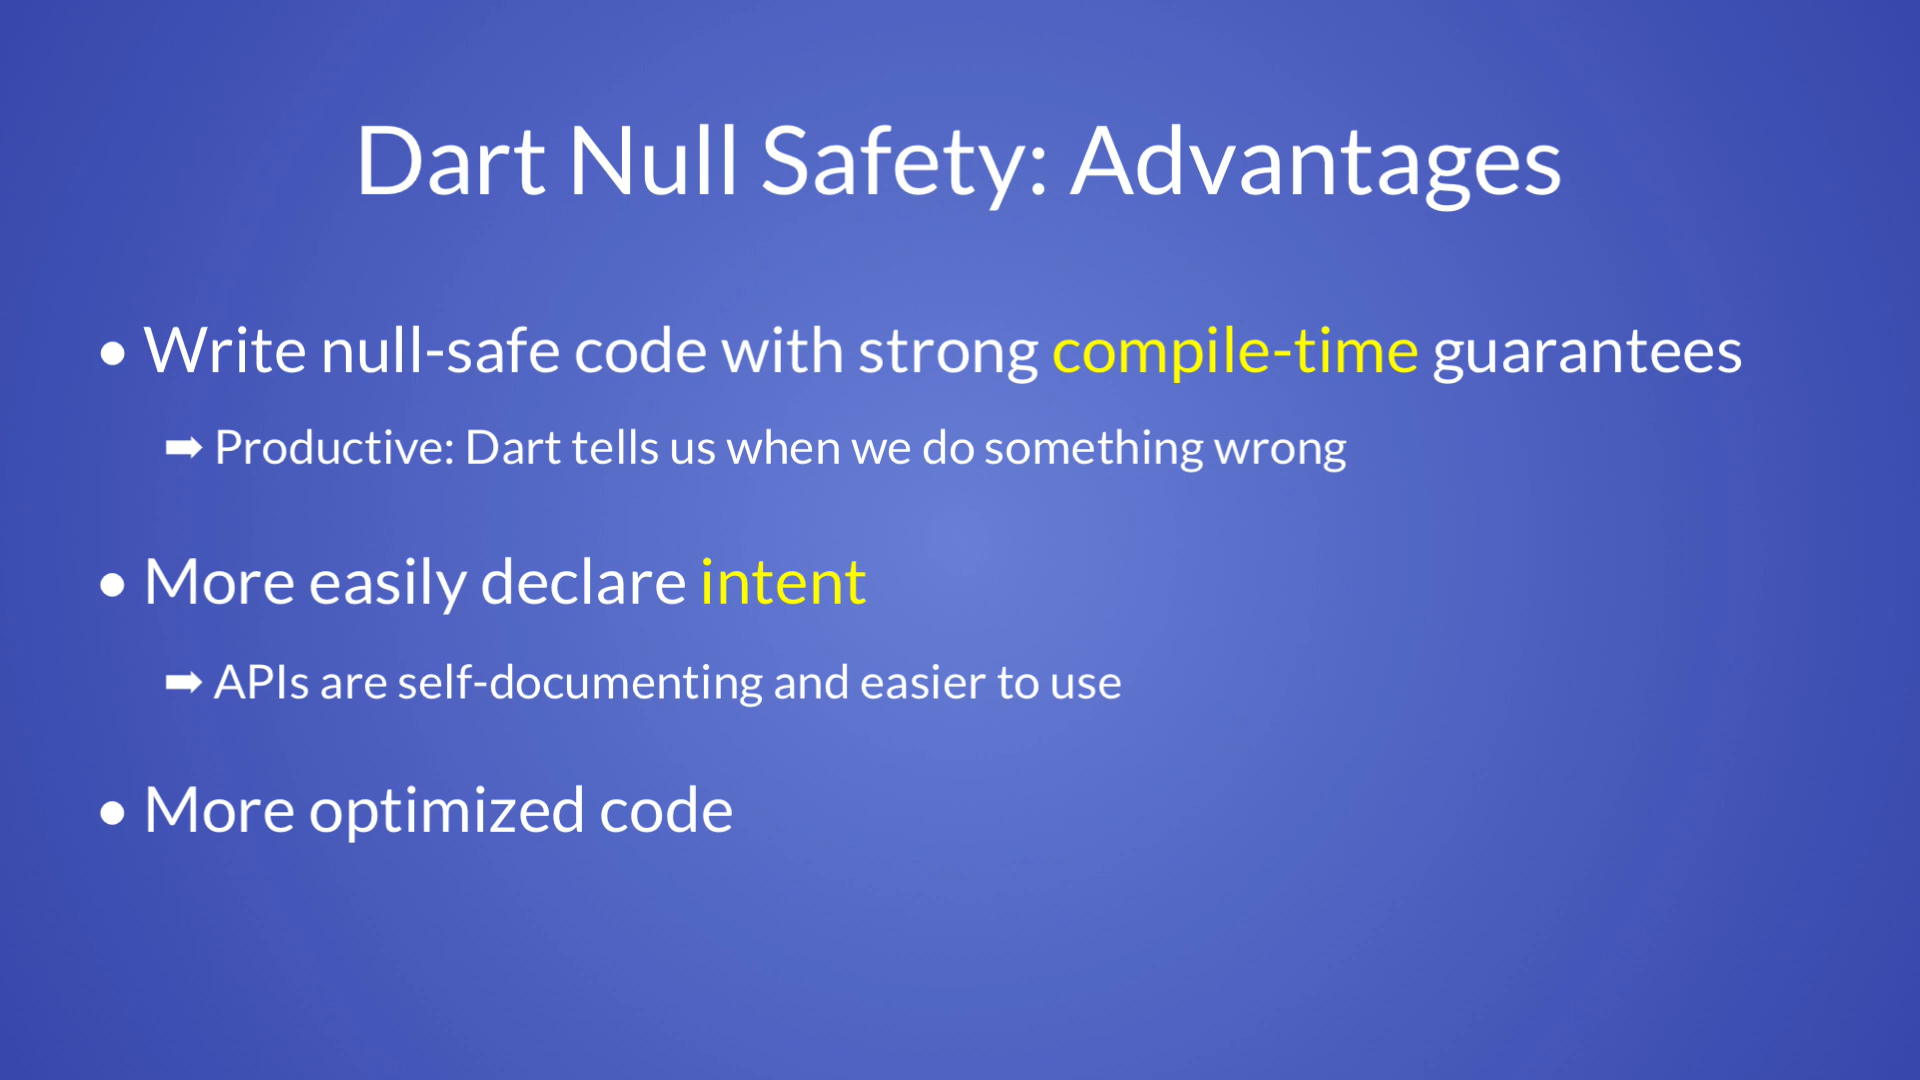 Dart Null Safety: Advantages
• Write null-safe code with strong compile-time guarantees
➡ Productive: Dart tells us when we do something wrong
• More easily declare intent
➡ APIs are self-documenting and easier to use
• More optimized code